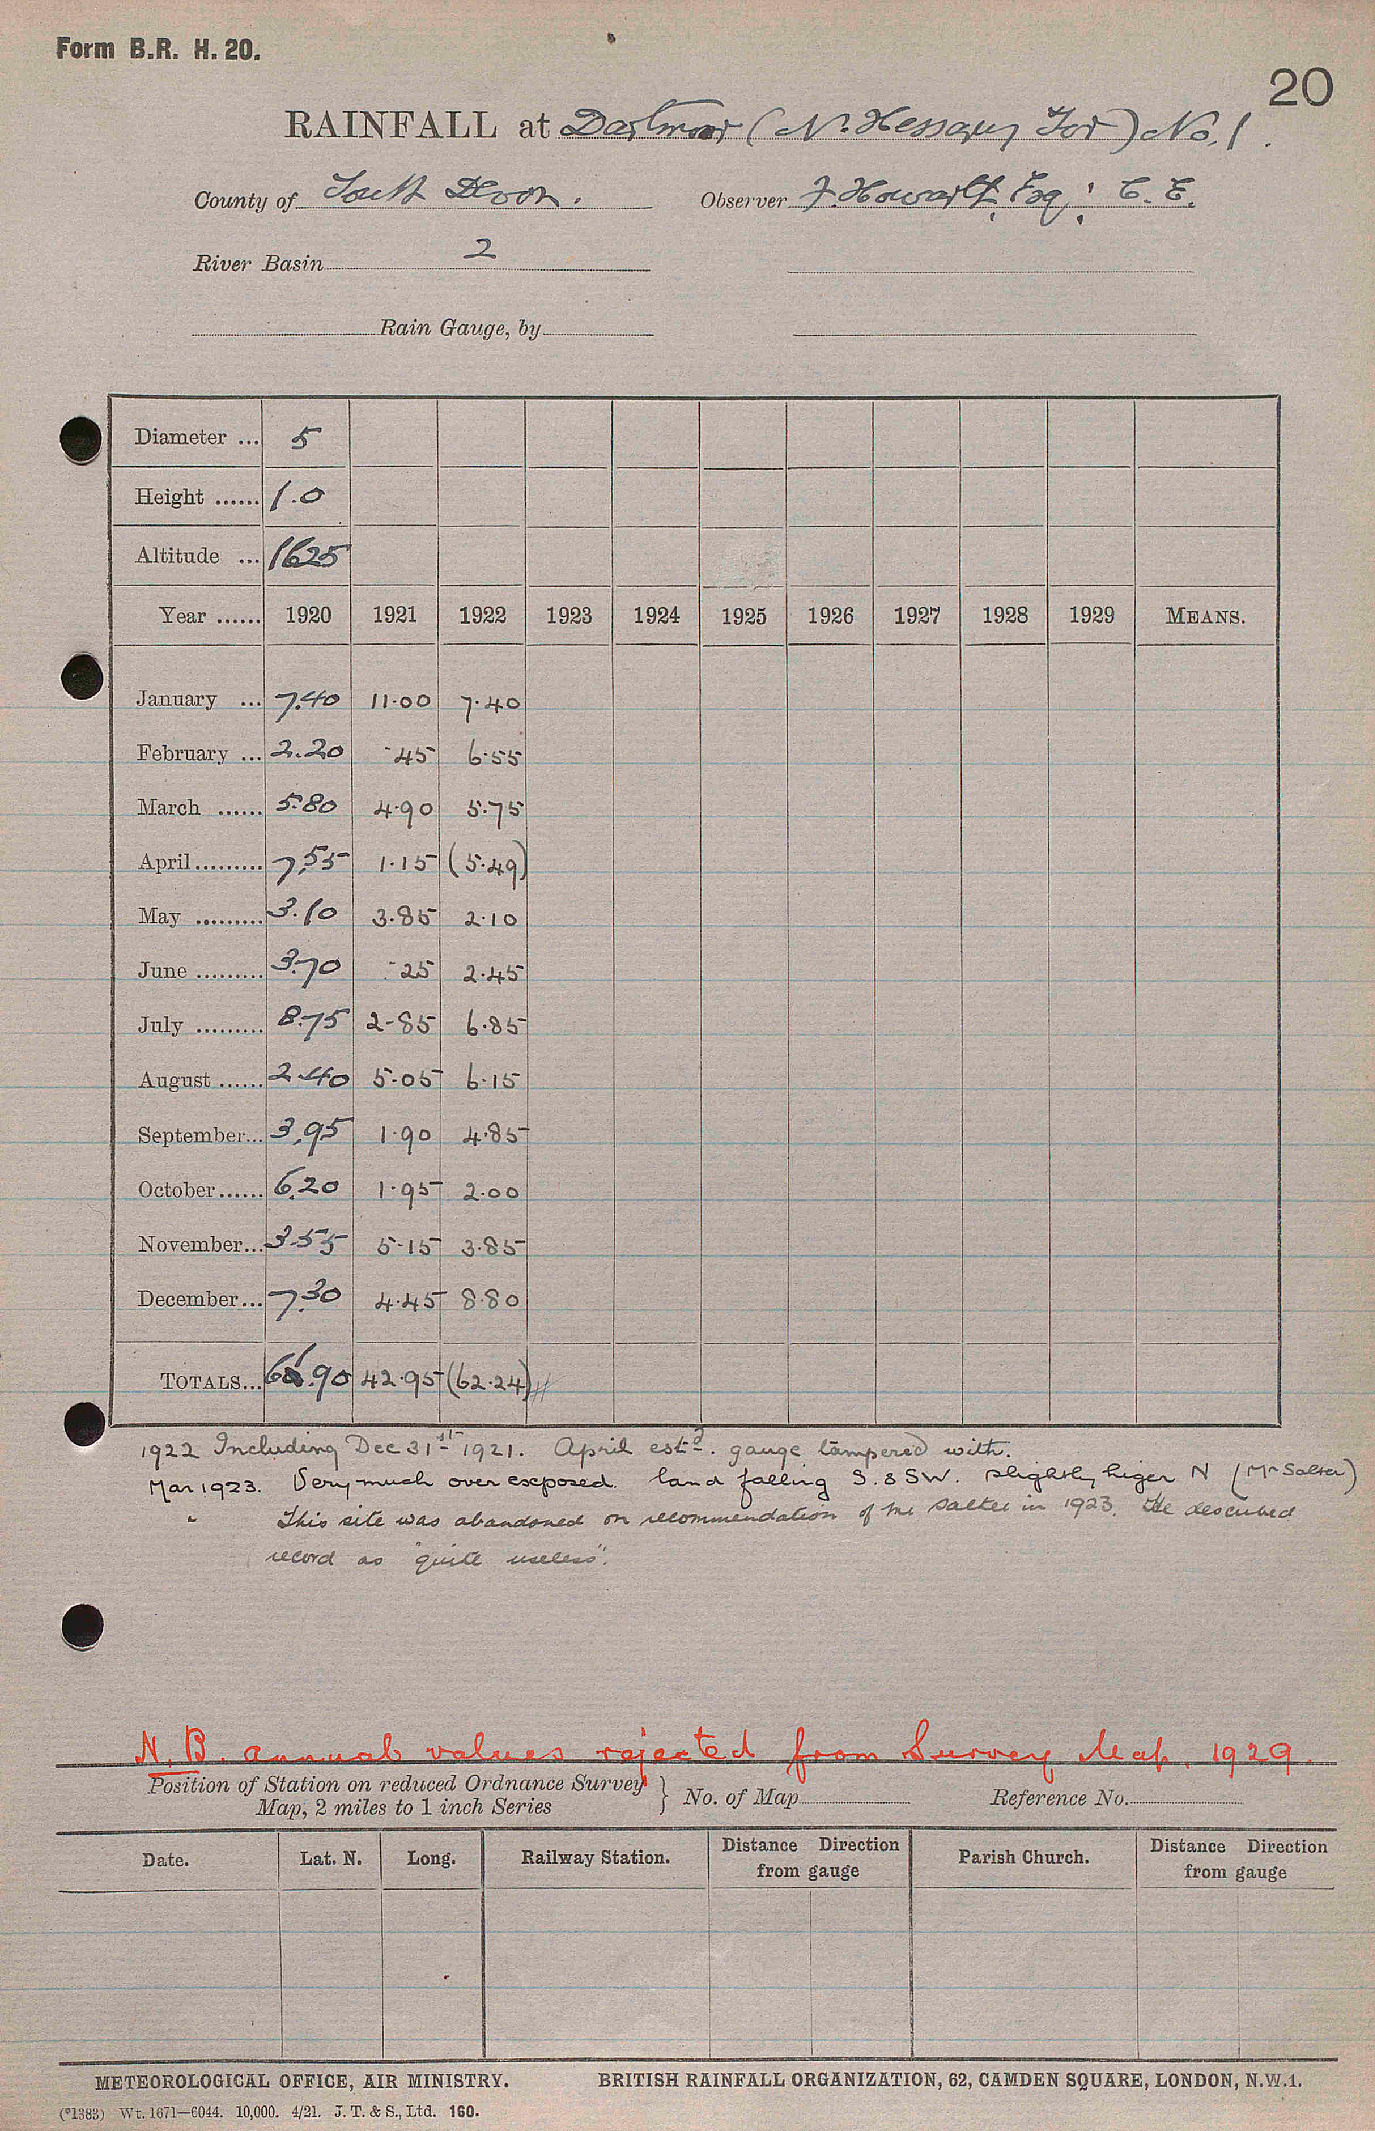 Form B.R. H. 20.
20
RAINFALL at Dartmoor (N. Hessary Tor) No. 1.
County of South Devon. Observer F. Howarth, Esq; C. E.
River Basin 2
Rain Gauge, by
Diameter ... 5
Height ...... 1.0
Altitude ... 1625
Year ...... 1920 1921 1922 1923 1924 1925 1926 1927 1928 1929 MEANS.
January ... 7.40 11.00 7.40
February ... 2.20 .45 6.55
March ...... 5.80 4.90 5.75
April ......... 7.55 1.15 (5.49)
May ......... 3.10 3.85 2.10
June ......... 3.70 .25 2.45
July ......... 8.75 2.85 6.85
August ...... 2.40 5.05 6.15
September... 3.95 1.90 4.85
October...... 6.20 1.95 2.00
November... 3.55 5.15 3.85
December... 7.30 4.45 8.80
TOTALS... 61.90 42.95 (62.24)
1922 Including Dec 31st 1921. April estd. gauge tampered with.
Mar 1923. Very much over exposed. land falling S. & SW. slightly higer N (Mr Salter)
" This site was abandoned on recommendation of Mr Salter in 1923. He described
record as "quite useless".
N.B. annual values rejected from Survey Map. 1929.
Position of Station on reduced Ordnance Survey
Map, 2 miles to 1 inch Series } No. of Map Reference No.
Date. Lat. N. Long. Railway Station. Distance Direction from gauge Parish Church. Distance Direction from gauge
METEOROLOGICAL OFFICE, AIR MINISTRY. BRITISH RAINFALL ORGANIZATION, 62, CAMDEN SQUARE, LONDON, N.W.1.
(*1383) Wt. 1671—6044. 10,000. 4/21. J. T. & S., Ltd. 160.